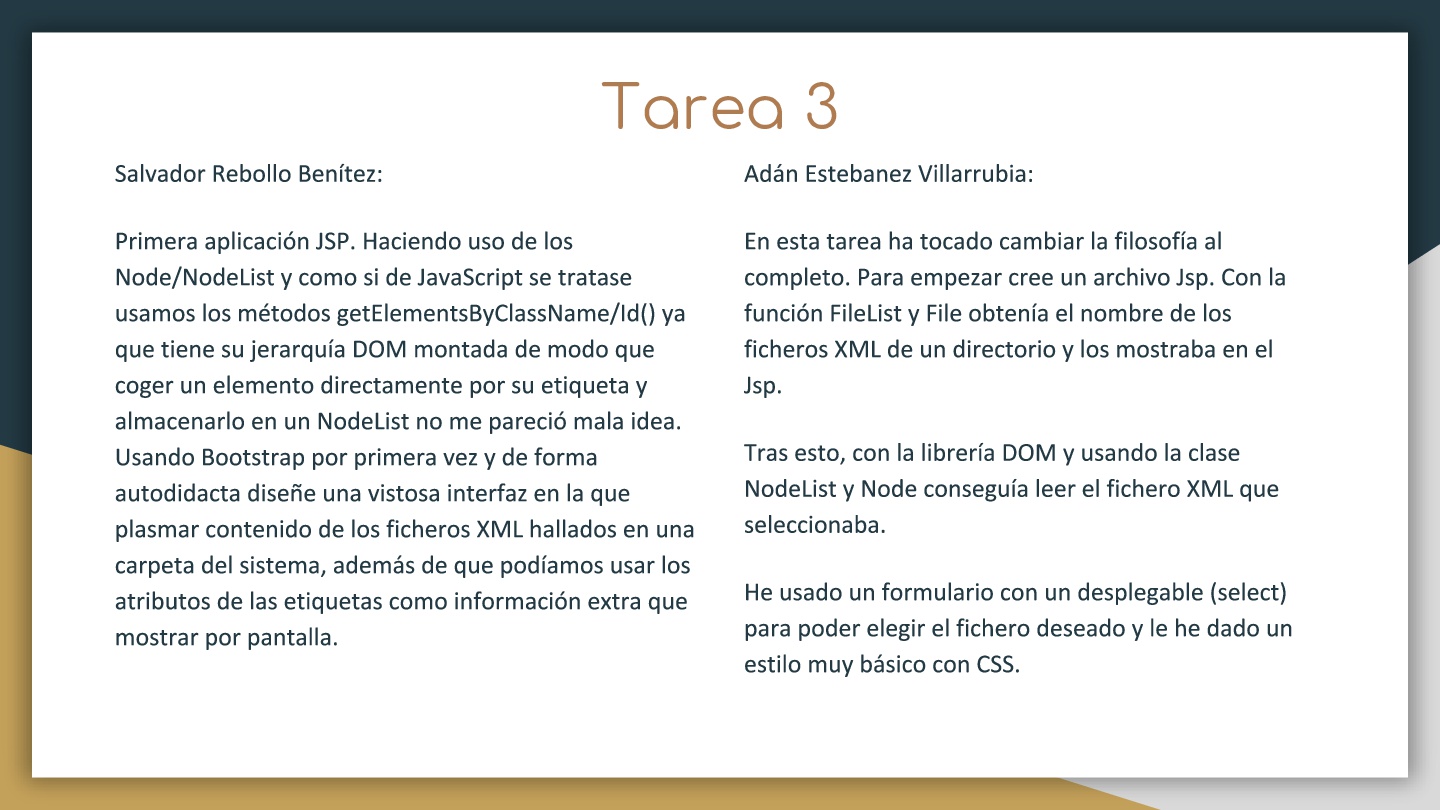 Tarea 3
Salvador Rebollo Benítez:
Primera aplicación JSP. Haciendo uso de los
Node/NodeList y como si de JavaScript se tratase
usamos los métodos getElementsByClassName/Id() ya
que tiene su jerarquía DOM montada de modo que
coger un elemento directamente por su etiqueta y
almacenarlo en un NodeList no me pareció mala idea.
Usando Bootstrap por primera vez y de forma
autodidacta diseñe una vistosa interfaz en la que
plasmar contenido de los ficheros XML hallados en una
carpeta del sistema, además de que podíamos usar los
atributos de las etiquetas como información extra que
mostrar por pantalla.
Adán Estebanez Villarrubia:
En esta tarea ha tocado cambiar la filosofía al
completo. Para empezar cree un archivo Jsp. Con la
función FileList y File obtenía el nombre de los
ficheros XML de un directorio y los mostraba en el
Jsp.
Tras esto, con la librería DOM y usando la clase
NodeList y Node conseguía leer el fichero XML que
seleccionaba.
He usado un formulario con un desplegable (select)
para poder elegir el fichero deseado y le he dado un
estilo muy básico con CSS.